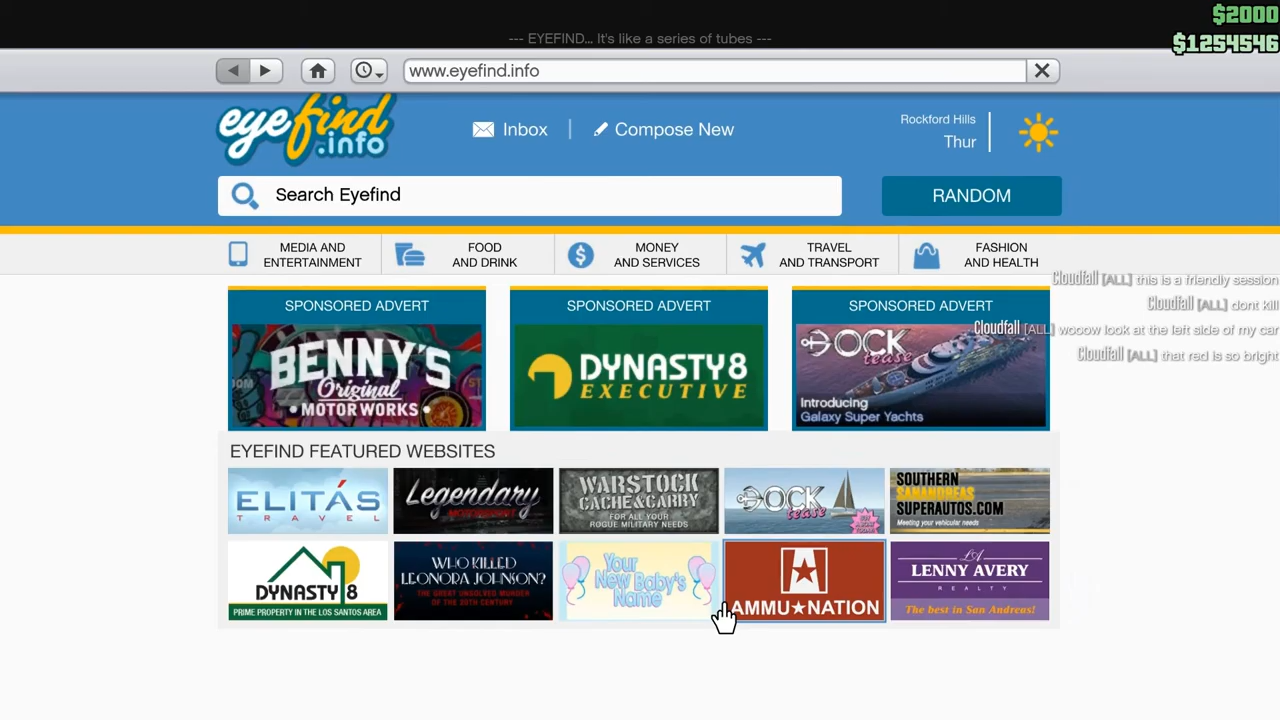 $2000
--- EYEFIND... It's like a series of tubes ---
$1254546
www.eyefind.info
eyefind
.info
Inbox
Compose New
Rockford Hills
Thur
Search Eyefind
RANDOM
MEDIA AND
ENTERTAINMENT
FOOD
AND DRINK
MONEY
AND SERVICES
TRAVEL
AND TRANSPORT
FASHION
AND HEALTH
Cloudfall [ALL] this is a friendly session
Cloudfall [ALL] dont kill
Cloudfall [ALL] wooow look at the left side of my car
Cloudfall [ALL] that red is so bright
SPONSORED ADVERT
BENNY'S
Original
MOTOR WORKS
SPONSORED ADVERT
DYNASTY8
EXECUTIVE
SPONSORED ADVERT
DOCK
tease
Introducing
Galaxy Super Yachts
EYEFIND FEATURED WEBSITES
ELITÁS
TRAVEL
Legendary
MOTORSPORT
WARSTOCK
CACHE & CARRY
FOR ALL YOUR
ROGUE MILITARY NEEDS
DOCK
tease
SOUTHERN
SANANDREAS
SUPERAUTOS.COM
Meeting your vehicular needs
DYNASTY 8
PRIME PROPERTY IN THE LOS SANTOS AREA
WHO KILLED
LEONORA JOHNSON?
THE GREAT UNSOLVED MURDER
OF THE 20TH CENTURY
Your
New Baby's
Name
AMMU★NATION
LA
LENNY AVERY
REALTY
The best in San Andreas!